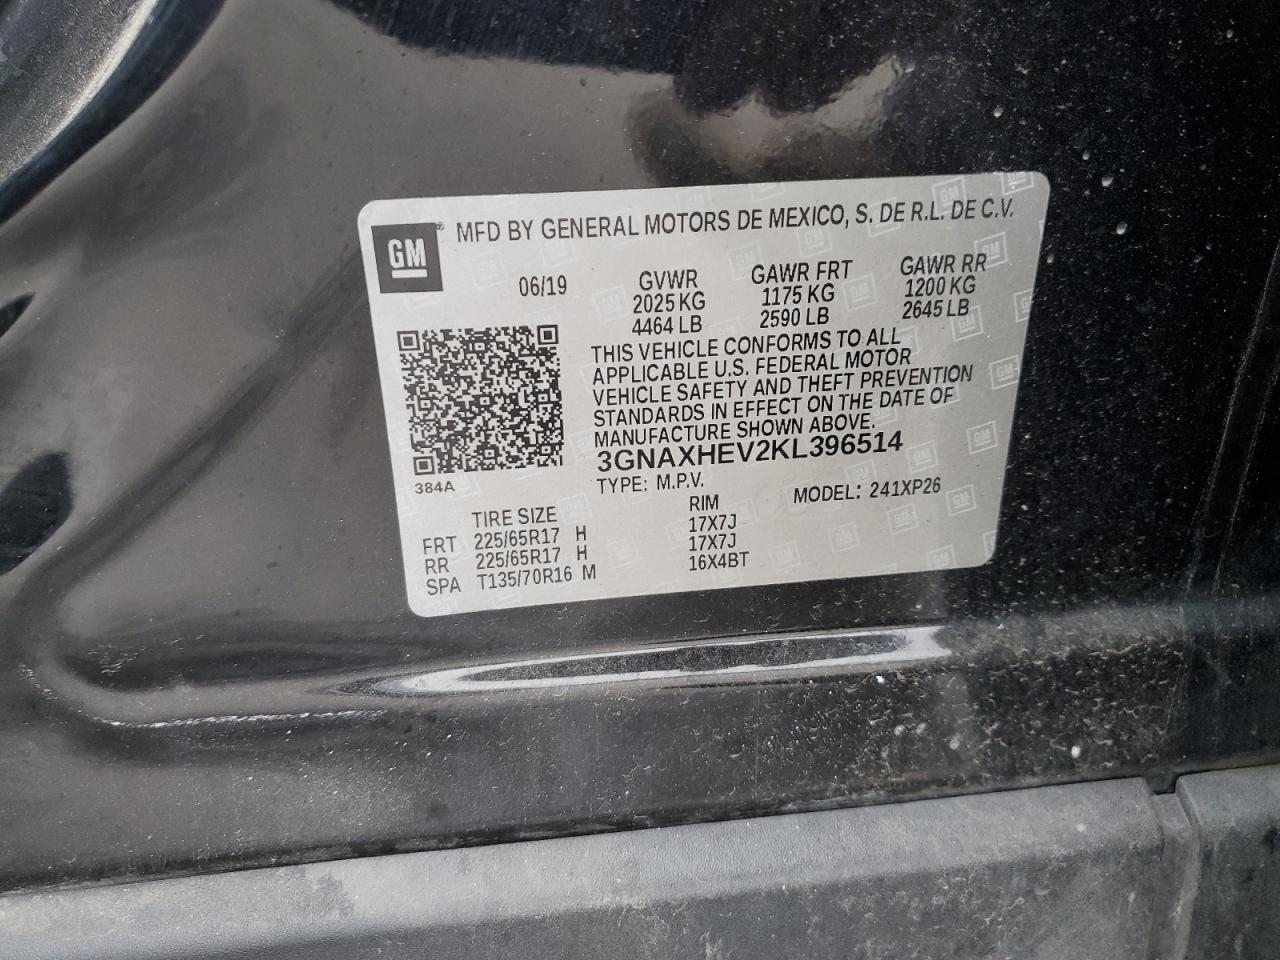 GM ® MFD BY GENERAL MOTORS DE MEXICO, S. DE R.L. DE C.V.
06/19 GVWR GAWR FRT GAWR RR
2025 KG 1175 KG 1200 KG
4464 LB 2590 LB 2645 LB
THIS VEHICLE CONFORMS TO ALL
APPLICABLE U.S. FEDERAL MOTOR
VEHICLE SAFETY AND THEFT PREVENTION
STANDARDS IN EFFECT ON THE DATE OF
MANUFACTURE SHOWN ABOVE.
3GNAXHEV2KL396514
384A
TYPE: M.P.V. MODEL: 241XP26
TIRE SIZE RIM
FRT 225/65R17 H 17X7J
RR 225/65R17 H 17X7J
SPA T135/70R16 M 16X4BT